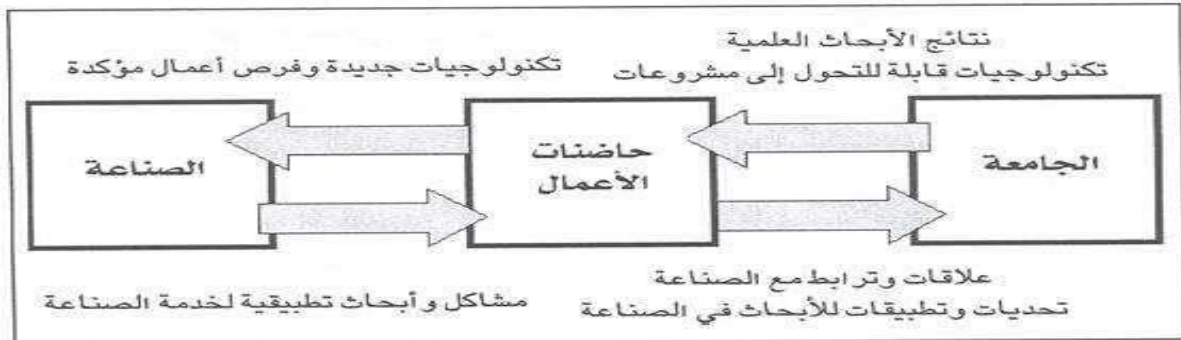 نتائج الأبحاث العلمية
تكنولوجيات قابلة للتحول إلى مشروعات
تكنولوجيات جديدة وفرص أعمال مؤكدة
الجامعة
حاضنات
الأعمال
الصناعة
علاقات وترابط مع الصناعة
تحديات وتطبيقات للأبحاث في الصناعة
مشاكل وأبحاث تطبيقية لخدمة الصناعة